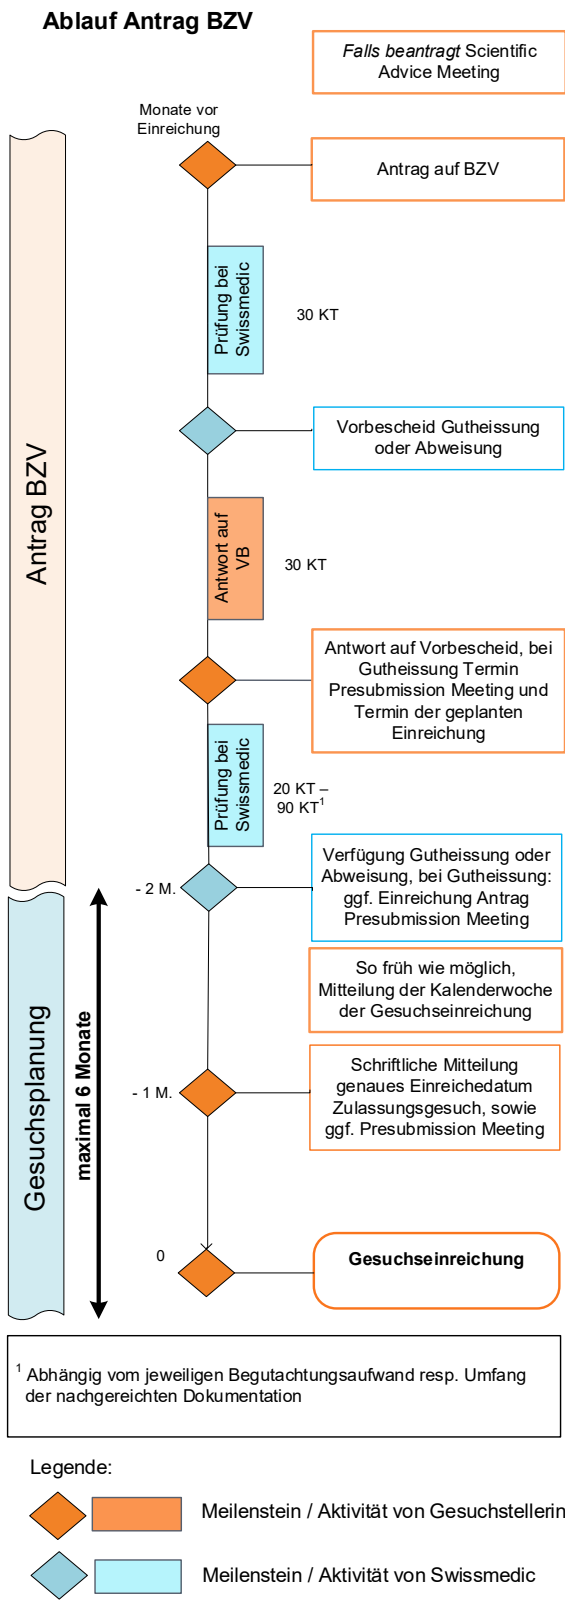 Ablauf Antrag BZV
Falls beantragt Scientific
Advice Meeting
Monate vor
Einreichung
Antrag auf BZV
Prüfung bei
Swissmedic
30 KT
Vorbescheid Gutheissung
oder Abweisung
Antrag BZV
Antwort auf
VB
30 KT
Antwort auf Vorbescheid, bei
Gutheissung Termin
Presubmission Meeting und
Termin der geplanten
Einreichung
Prüfung bei
Swissmedic
20 KT –
90 KT1
- 2 M.
Verfügung Gutheissung oder
Abweisung, bei Gutheissung:
ggf. Einreichung Antrag
Presubmission Meeting
So früh wie möglich,
Mitteilung der Kalenderwoche
der Gesuchseinreichung
Gesuchsplanung
maximal 6 Monate
- 1 M.
Schriftliche Mitteilung
genaues Einreichedatum
Zulassungsgesuch, sowie
ggf. Presubmission Meeting
0
Gesuchseinreichung
1 Abhängig vom jeweiligen Begutachtungsaufwand resp. Umfang
der nachgereichten Dokumentation
Legende:
Meilenstein / Aktivität von Gesuchstellerin
Meilenstein / Aktivität von Swissmedic